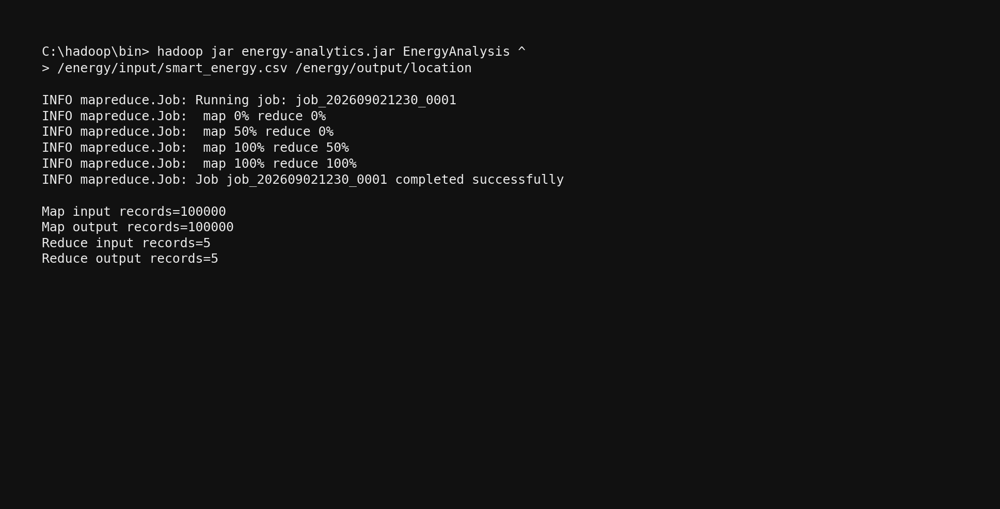 C:\hadoop\bin> hadoop jar energy-analytics.jar EnergyAnalysis ^
> /energy/input/smart_energy.csv /energy/output/location
INFO mapreduce.Job: Running job: job_202609021230_0001
INFO mapreduce.Job:  map 0% reduce 0%
INFO mapreduce.Job:  map 50% reduce 0%
INFO mapreduce.Job:  map 100% reduce 50%
INFO mapreduce.Job:  map 100% reduce 100%
INFO mapreduce.Job: Job job_202609021230_0001 completed successfully
Map input records=100000
Map output records=100000
Reduce input records=5
Reduce output records=5